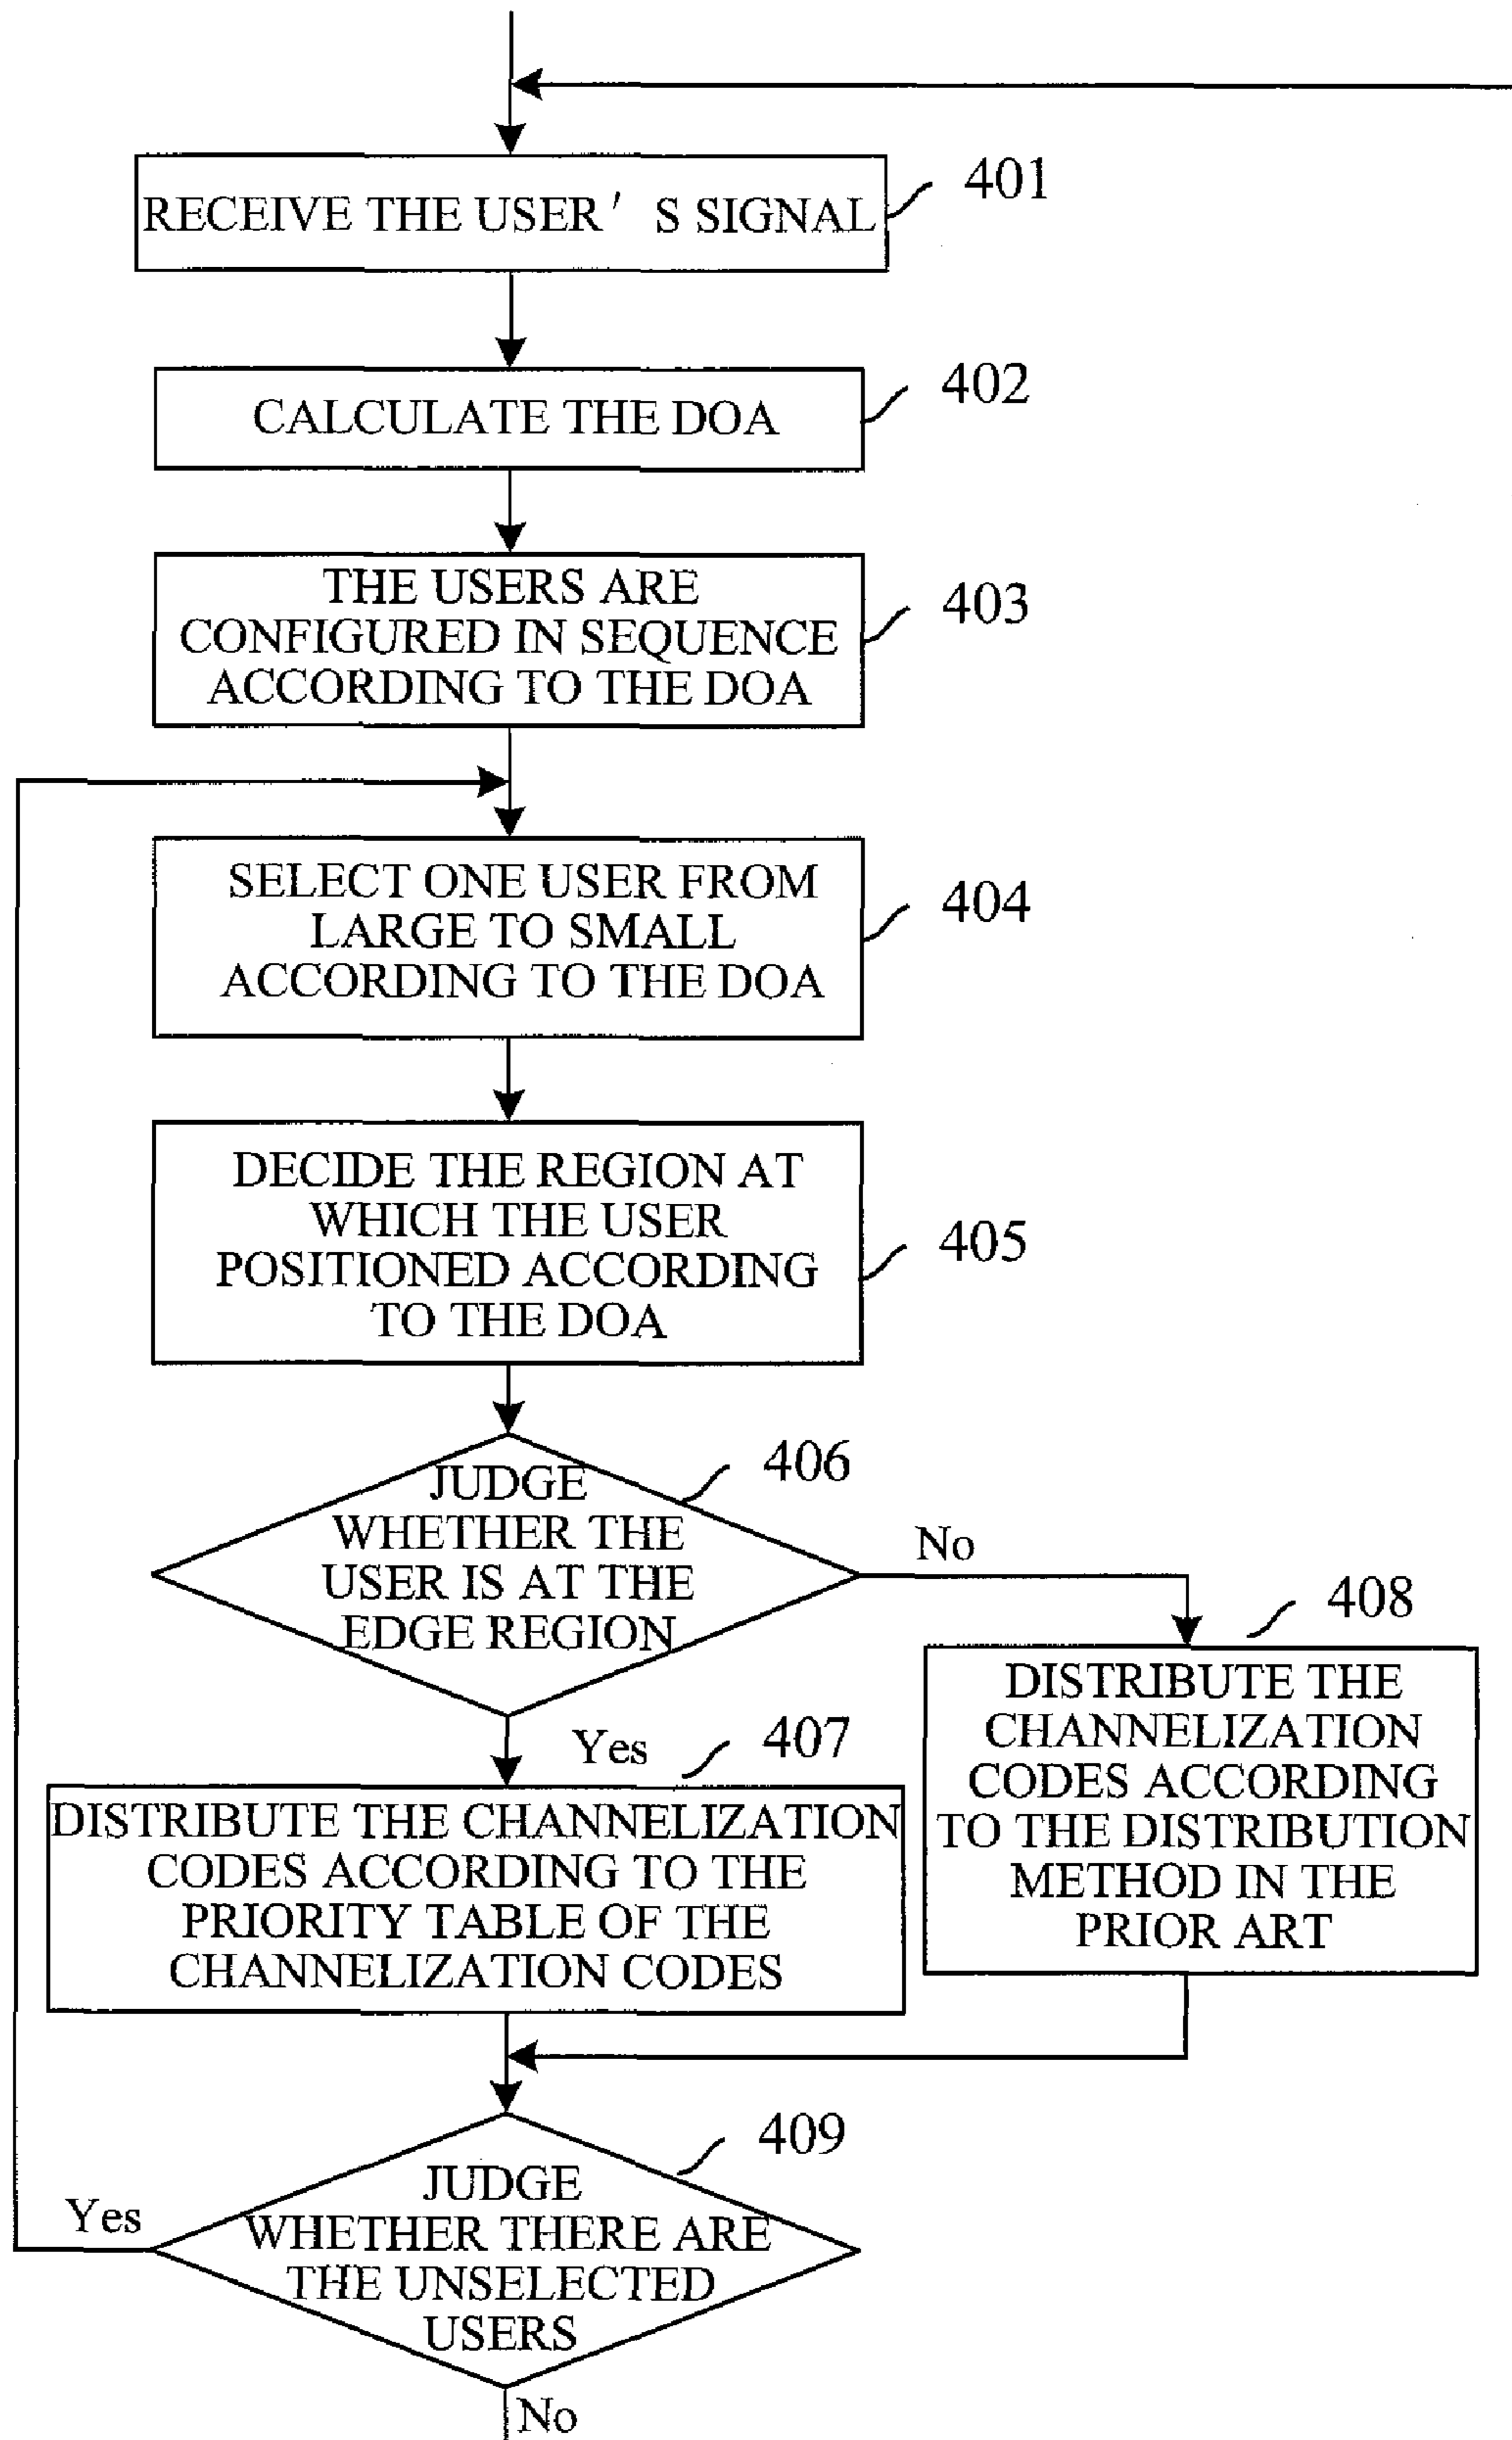 RECEIVE THE USER' S SIGNAL
401
CALCULATE THE DOA
402
THE USERS ARE
CONFIGURED IN SEQUENCE
ACCORDING TO THE DOA
403
SELECT ONE USER FROM
LARGE TO SMALL
ACCORDING TO THE DOA
404
DECIDE THE REGION AT
WHICH THE USER
POSITIONED ACCORDING
TO THE DOA
405
JUDGE
WHETHER THE
USER IS AT THE
EDGE REGION
406
No
Yes
407
DISTRIBUTE THE CHANNELIZATION
CODES ACCORDING TO THE
PRIORITY TABLE OF THE
CHANNELIZATION CODES
408
DISTRIBUTE THE
CHANNELIZATION
CODES ACCORDING
TO THE DISTRIBUTION
METHOD IN THE
PRIOR ART
409
JUDGE
WHETHER THERE ARE
THE UNSELECTED
USERS
Yes
No